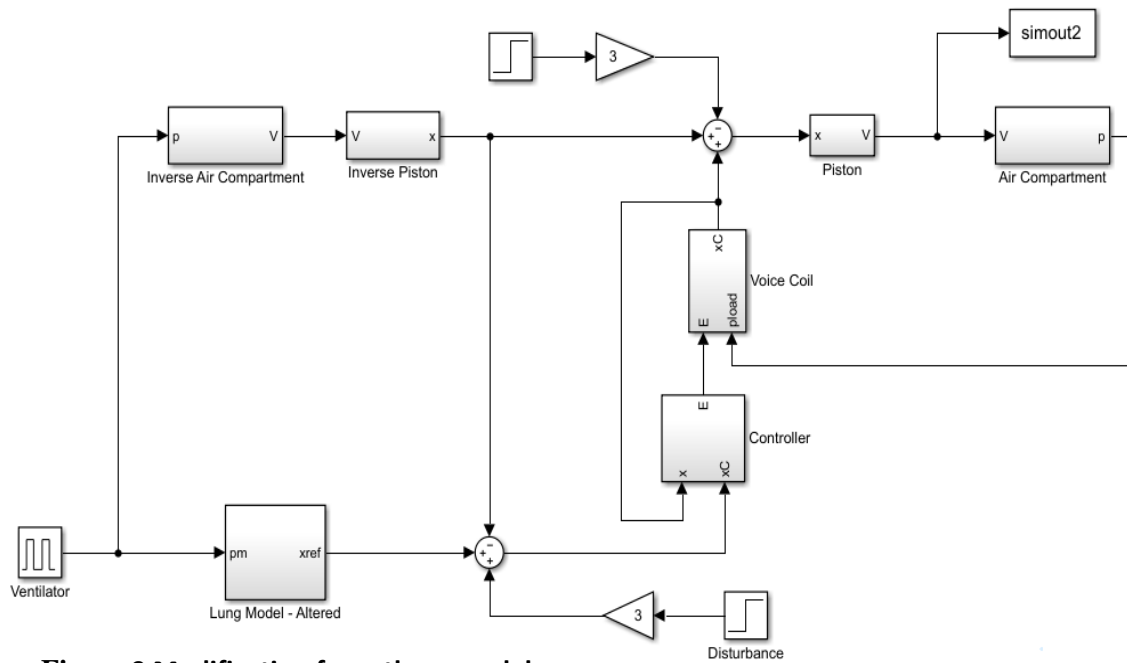 simout2
3
p
V
Inverse Air Compartment
V
x
Inverse Piston
+
−
+
x
V
Piston
V
p
Air Compartment
xC
E
pload
Voice Coil
E
x
xC
Controller
Ventilator
pm
xref
Lung Model - Altered
+
−
+
3
Disturbance